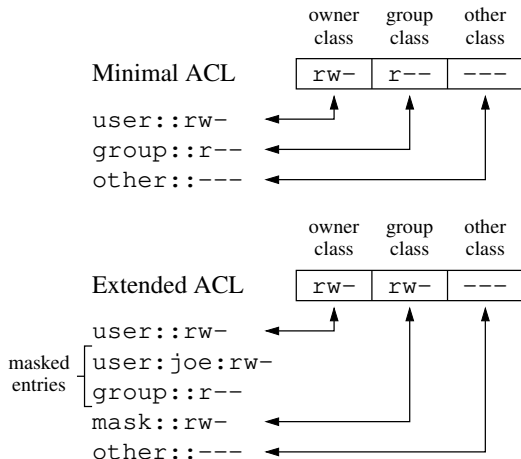 owner group other
class class class
Minimal ACL rw- r-- ---
user::rw-
group::r--
other::---
owner group other
class class class
Extended ACL rw- rw- ---
user::rw-
masked user:joe:rw-
entries group::r--
mask::rw-
other::---